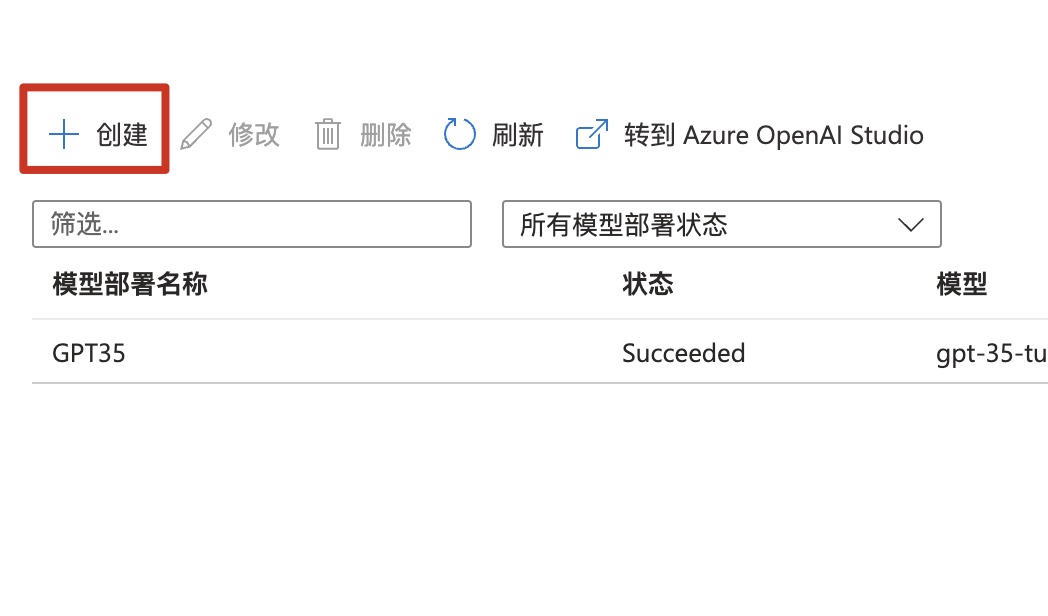 创建 修改 删除 刷新 转到 Azure OpenAI Studio
筛选... 所有模型部署状态
模型部署名称 状态 模型
GPT35 Succeeded gpt-35-tu